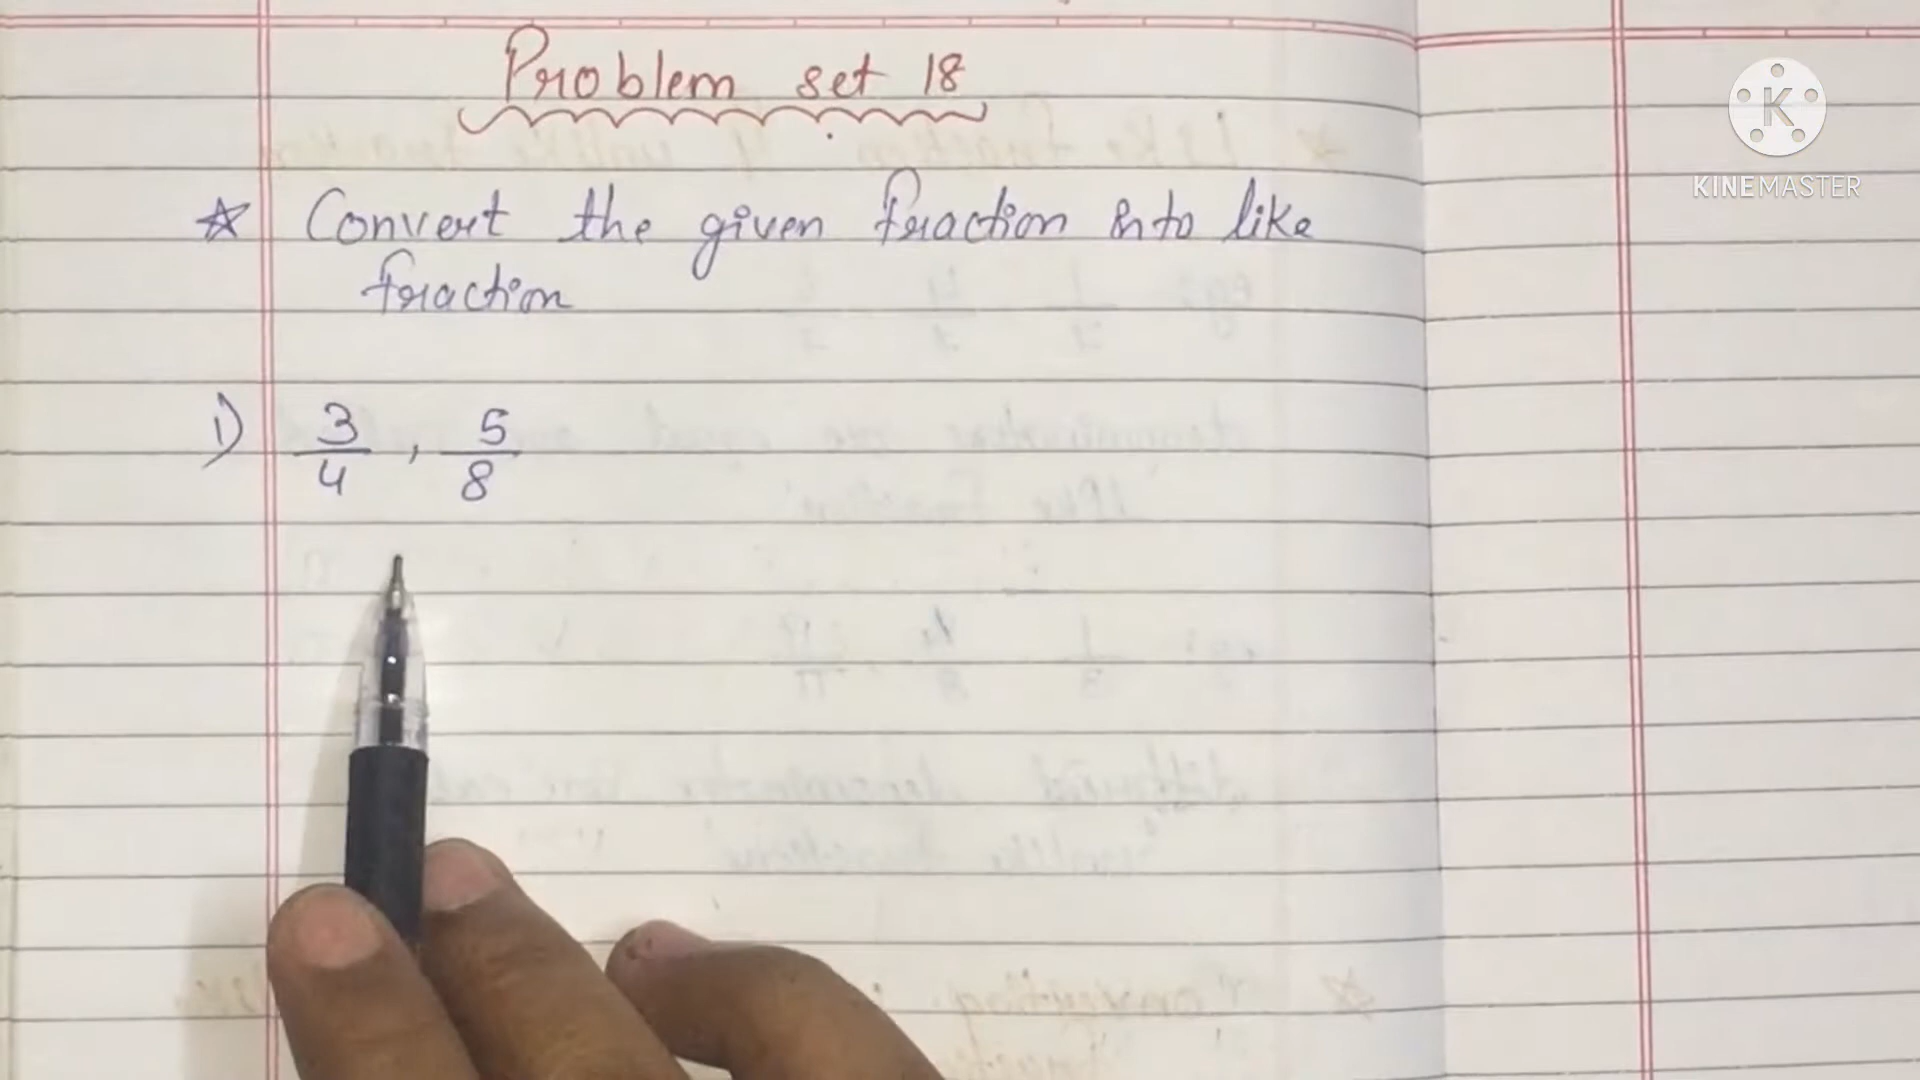 Problem set 18
☆ Convert the given fraction into like
fraction
1) 3/4 , 5/8
KINEMASTER